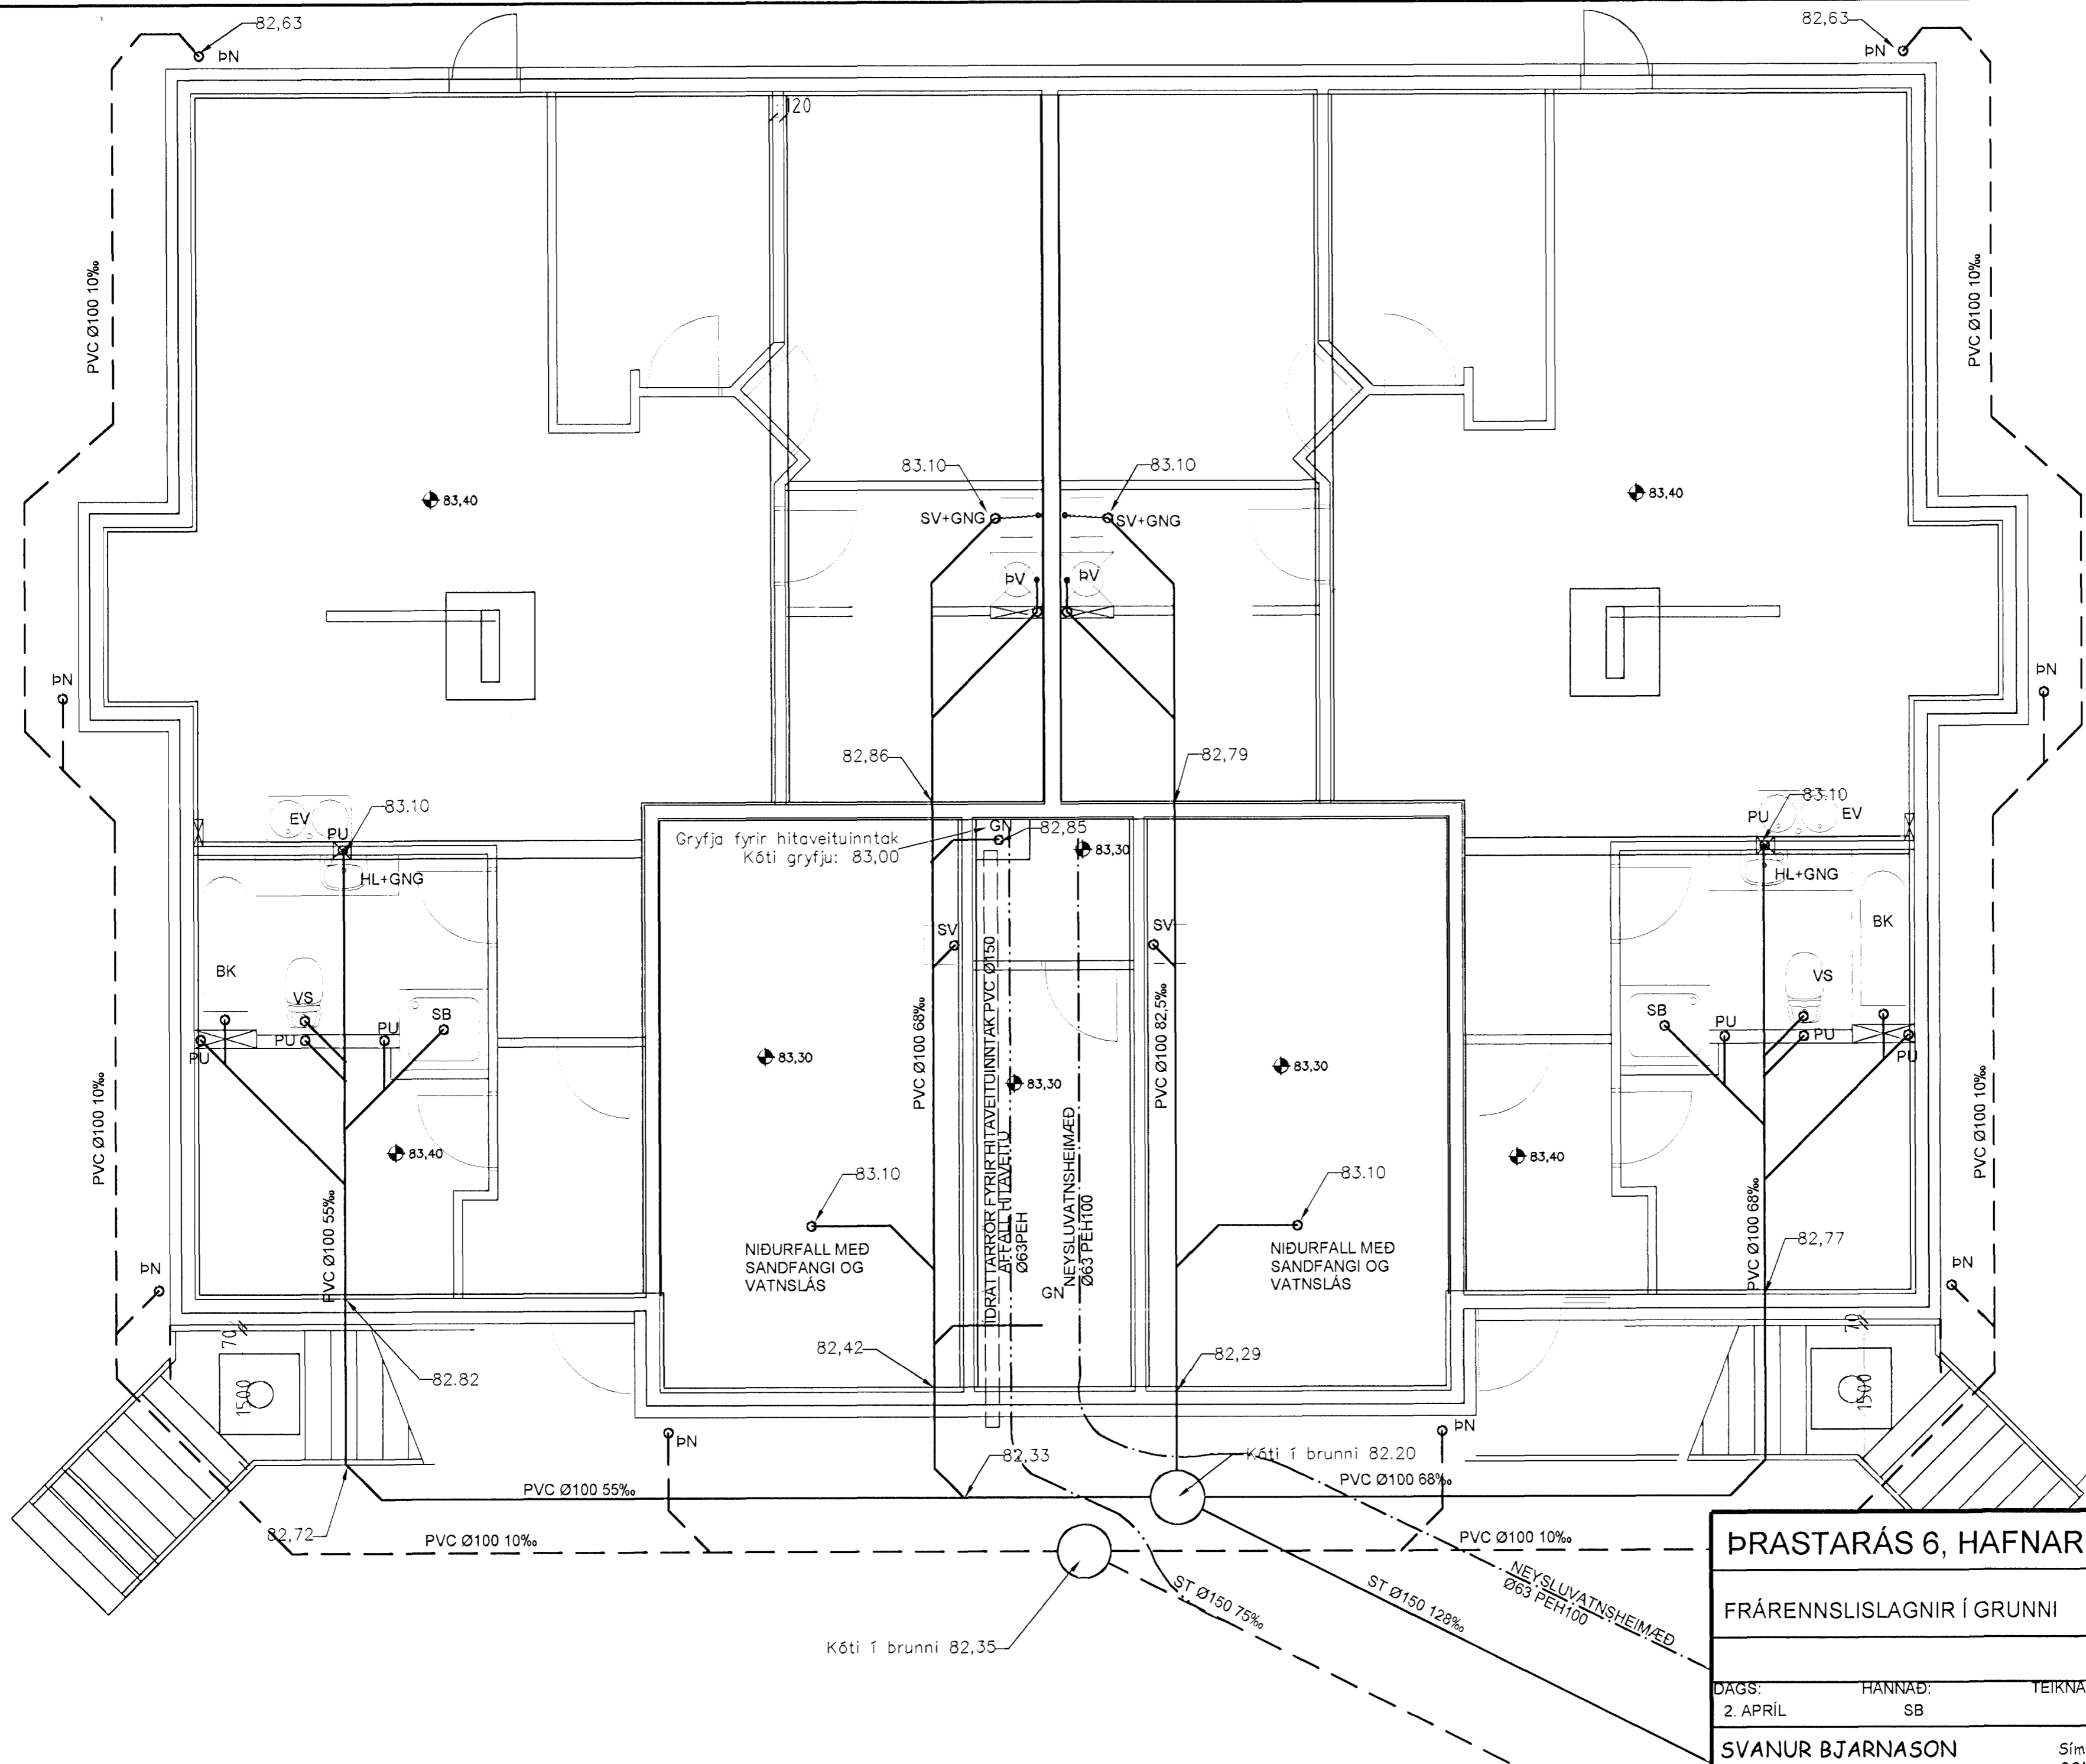 82,63
ÞN
82,63
ÞN
120
PVC Ø100 10‰
PVC Ø100 10‰
83.10
83.10
83,40
83,40
SV+GNG
SV+GNG
ÞV
ÞV
ÞN
ÞN
82,86
82,79
EV
PU
83.10
Gryfja fyrir hitaveituinntak
Kóti gryfju: 83,00
GN
82,85
83,30
PU
83.10
EV
HL+GNG
HL+GNG
BK
VS
SB
PU
PU
PU
SV
SV
SB
PU
PU
VS
BK
PU
PVC Ø100 68‰
ÍDRÁTTARRÖR FYRIR HITAVEITUINNTAK PVC Ø150
AFFALL HITAVEITU
Ø63PEH
NEYSLUVATNSHEIMÆÐ
Ø63 PEH100
PVC Ø100 82,5‰
83,30
83,30
83,30
83,40
83,40
PVC Ø100 10‰
PVC Ø100 10‰
PVC Ø100 55‰
PVC Ø100 68‰
83.10
83.10
NIÐURFALL MEÐ
SANDFANGI OG
VATNSLÁS
NIÐURFALL MEÐ
SANDFANGI OG
VATNSLÁS
GN
82,77
ÞN
ÞN
70
70
1500
1500
82.82
82,42
82,29
ÞN
ÞN
82,33
Kóti í brunni 82.20
PVC Ø100 55‰
PVC Ø100 68‰
82,72
PVC Ø100 10‰
PVC Ø100 10‰
ST Ø150 75‰
ST Ø150 128‰
NEYSLUVATNSHEIMÆÐ
Ø63 PEH100
Kóti í brunni 82,35
ÞRASTARÁS 6, HAFNAR
FRÁRENNSLISLAGNIR Í GRUNNI
DAGS: HANNAÐ: TEIKNA
2. APRÍL SB
SVANUR BJARNASON Sím